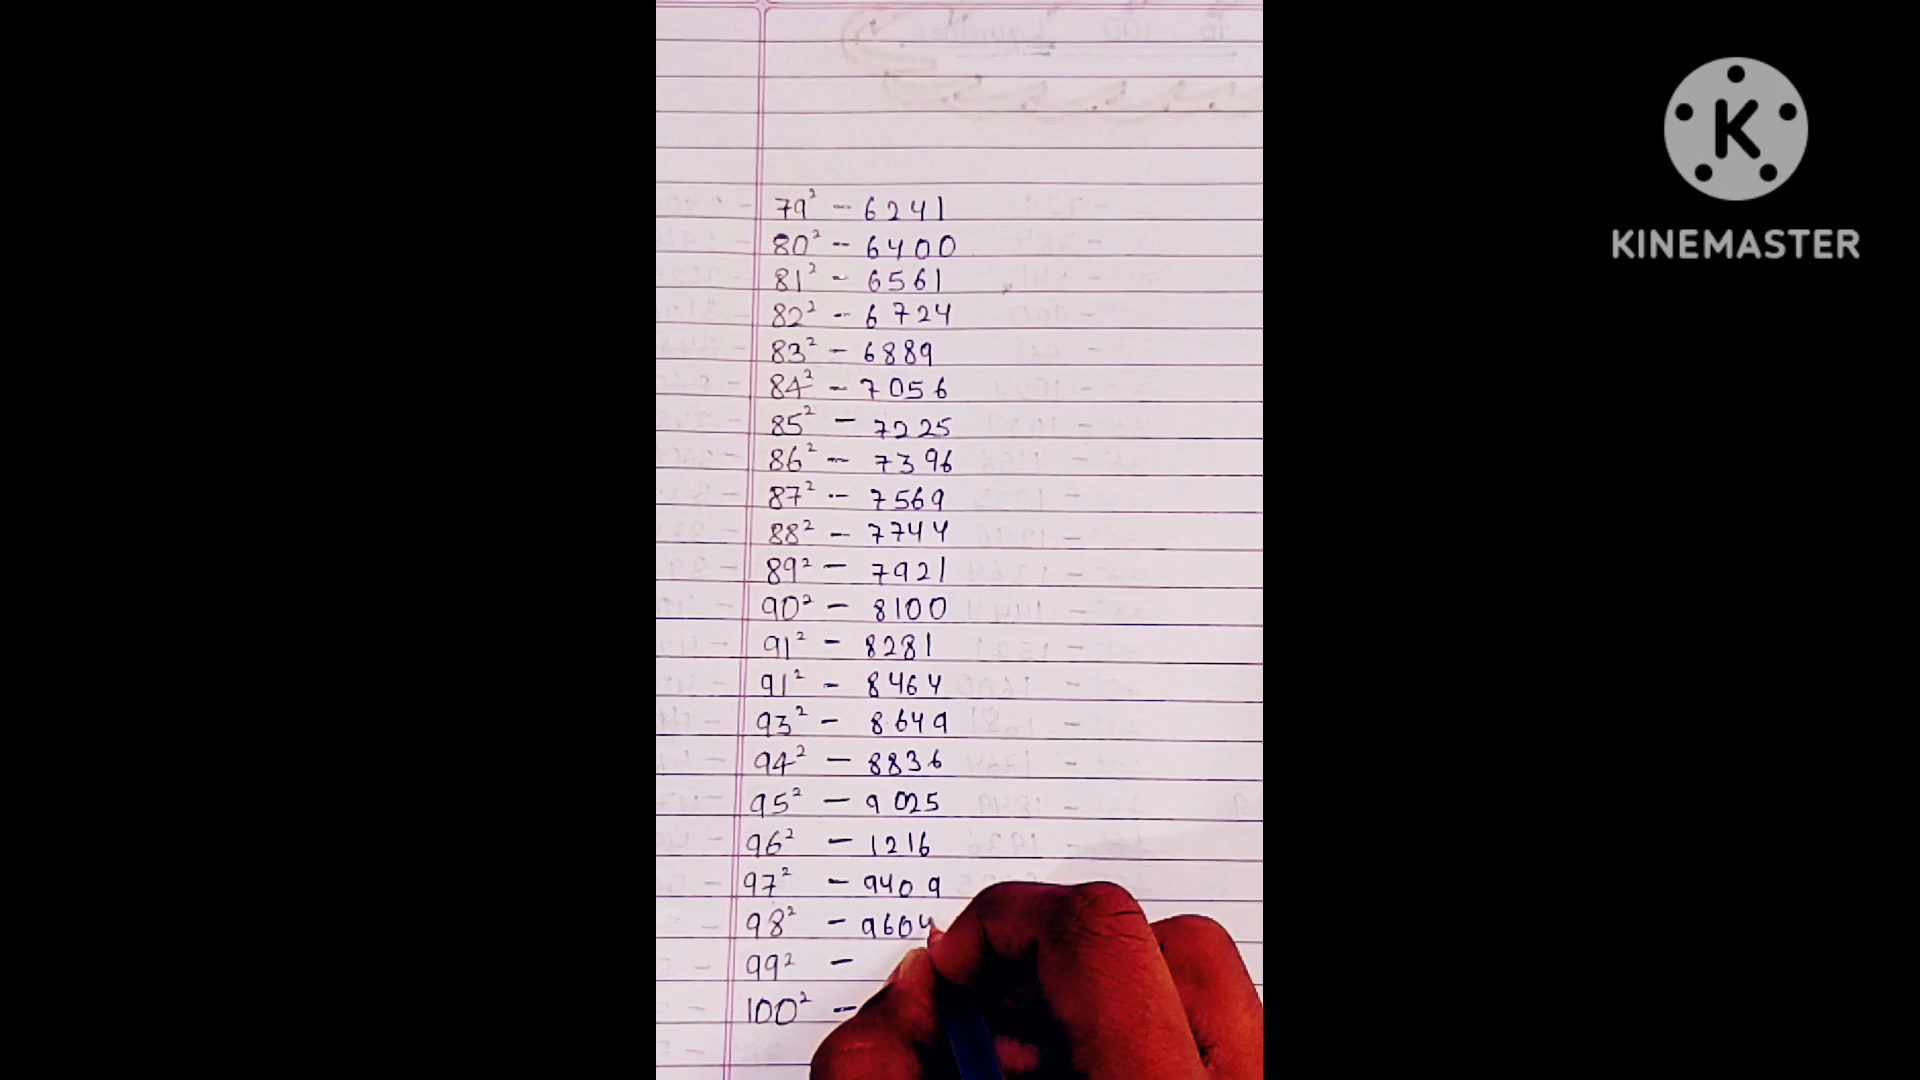 KINEMASTER
79² - 6241
80² - 6400
81² - 6561
82² - 6724
83² - 6889
84² - 7056
85² - 7225
86² - 7396
87² - 7569
88² - 7744
89² - 7921
90² - 8100
91² - 8281
91² - 8464
93² - 8649
94² - 8836
95² - 9025
96² - 1216
97² - 9409
98² - 9604
99² -
100² -